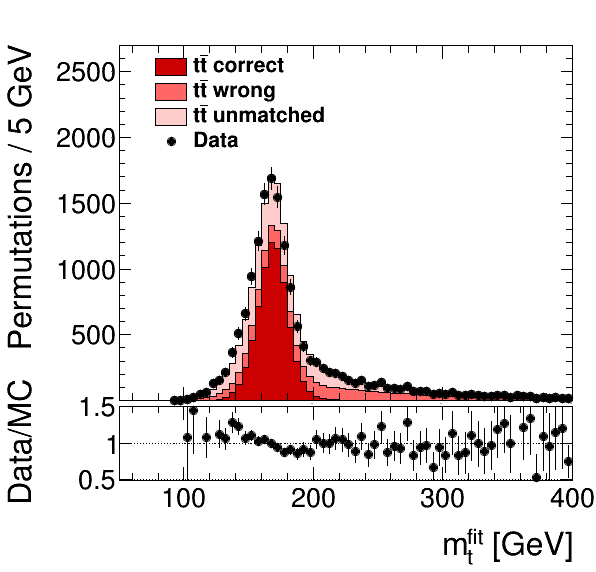 Permutations / 5 GeV
2500
2000
1500
1000
500
tt̄ correct
tt̄ wrong
tt̄ unmatched
Data
Data/MC
1.5
1
0.5
100 200 300 400
m_t^fit [GeV]